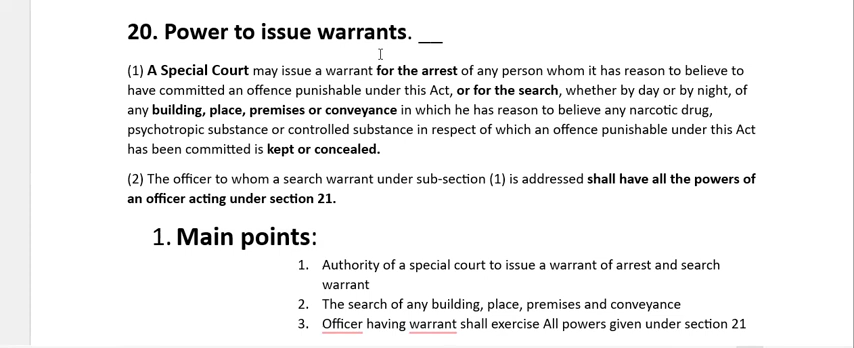 20. Power to issue warrants. __
(1) A Special Court may issue a warrant for the arrest of any person whom it has reason to believe to
have committed an offence punishable under this Act, or for the search, whether by day or by night, of
any building, place, premises or conveyance in which he has reason to believe any narcotic drug,
psychotropic substance or controlled substance in respect of which an offence punishable under this Act
has been committed is kept or concealed.
(2) The officer to whom a search warrant under sub-section (1) is addressed shall have all the powers of
an officer acting under section 21.
1. Main points:
1. Authority of a special court to issue a warrant of arrest and search
warrant
2. The search of any building, place, premises and conveyance
3. Officer having warrant shall exercise All powers given under section 21